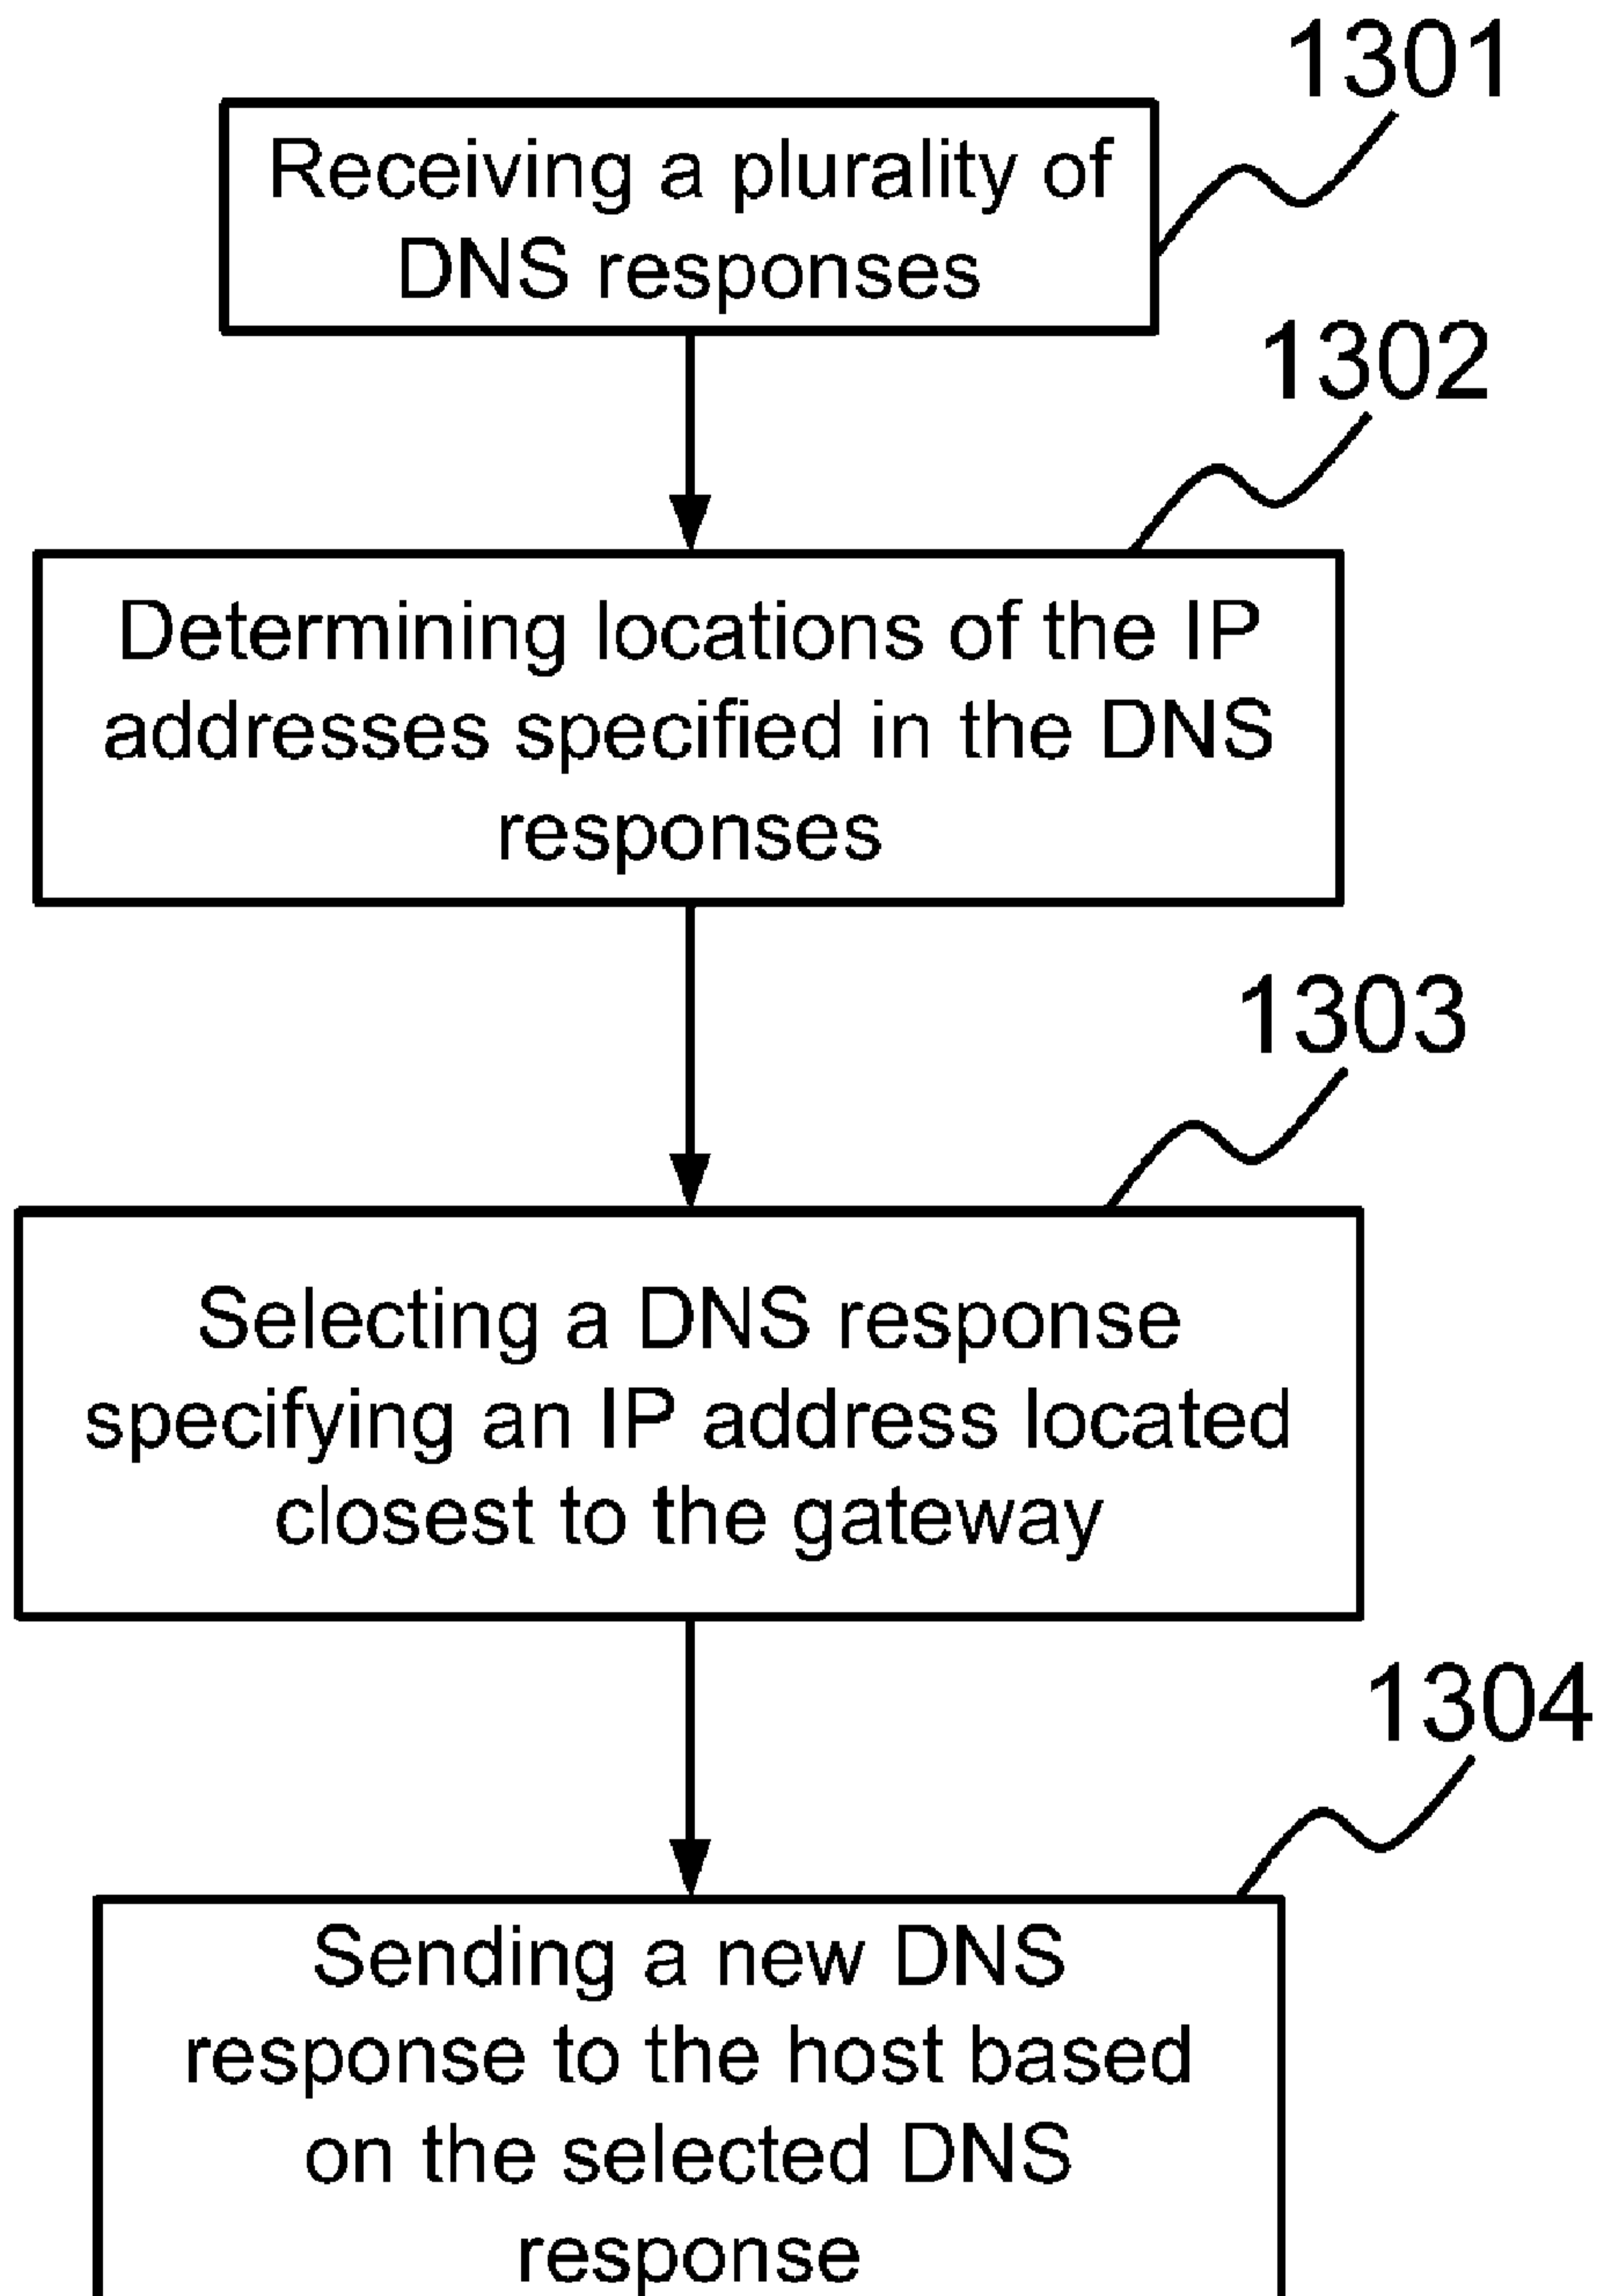 1301
Receiving a plurality of
DNS responses
1302
Determining locations of the IP
addresses specified in the DNS
responses
1303
Selecting a DNS response
specifying an IP address located
closest to the gateway
1304
Sending a new DNS
response to the host based
on the selected DNS
response